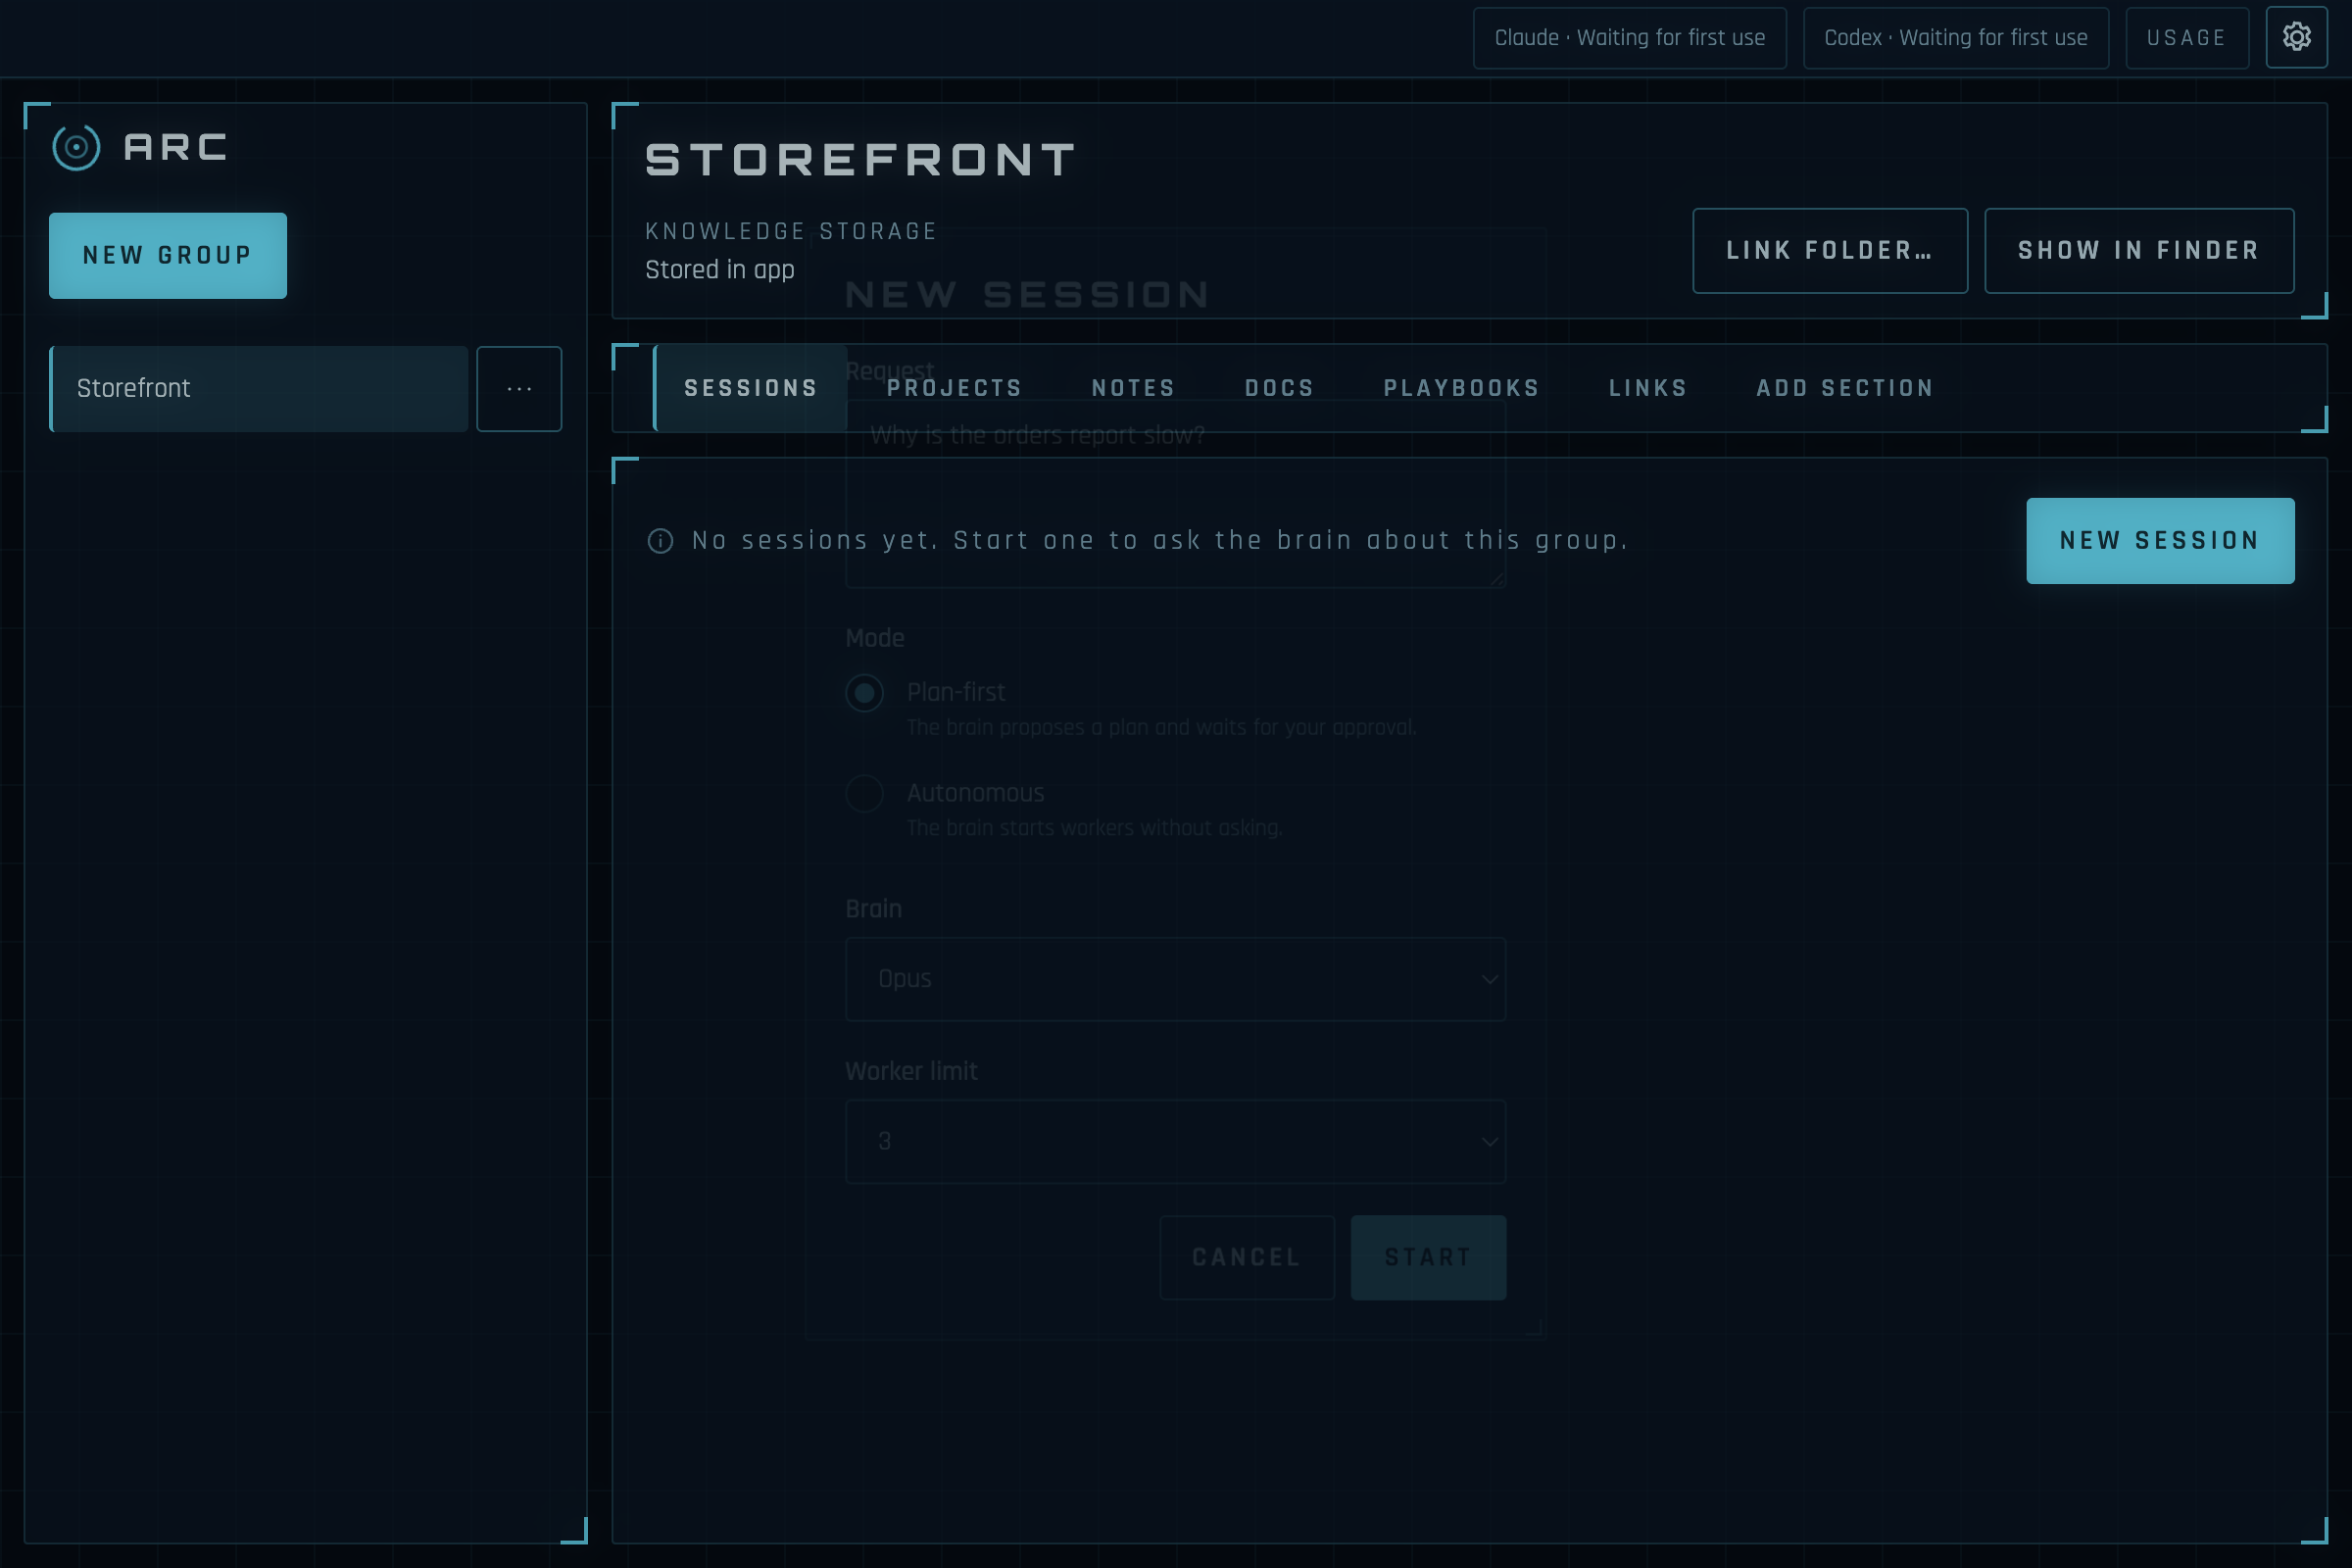 Claude · Waiting for first use
Codex · Waiting for first use
USAGE
ARC
NEW GROUP
Storefront
...
STOREFRONT
KNOWLEDGE STORAGE
Stored in app
LINK FOLDER…
SHOW IN FINDER
SESSIONS
PROJECTS
NOTES
DOCS
PLAYBOOKS
LINKS
ADD SECTION
No sessions yet. Start one to ask the brain about this group.
NEW SESSION
NEW SESSION
Request
Why is the orders report slow?
Mode
Plan-first
The brain proposes a plan and waits for your approval.
Autonomous
The brain starts workers without asking.
Brain
Opus
Worker limit
3
CANCEL
START